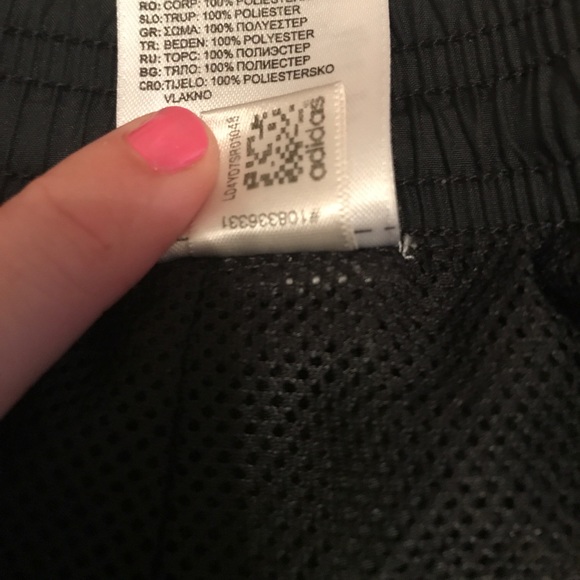 RO: CORP: 100% POLIESTER
SLO: TRUP: 100% POLIESTER
GR: ΣΩΜΑ: 100% ΠΟΛΥΕΣΤΕΡ
TR: BEDEN: 100% POLYESTER
RU: ТОРС: 100% ПОЛИЭСТЕР
BG: ТЯЛО: 100% ПОЛИЕСТЕР
CRO:TIJELO: 100% POLIESTERSKO
VLAKNO
adidas
#108336331